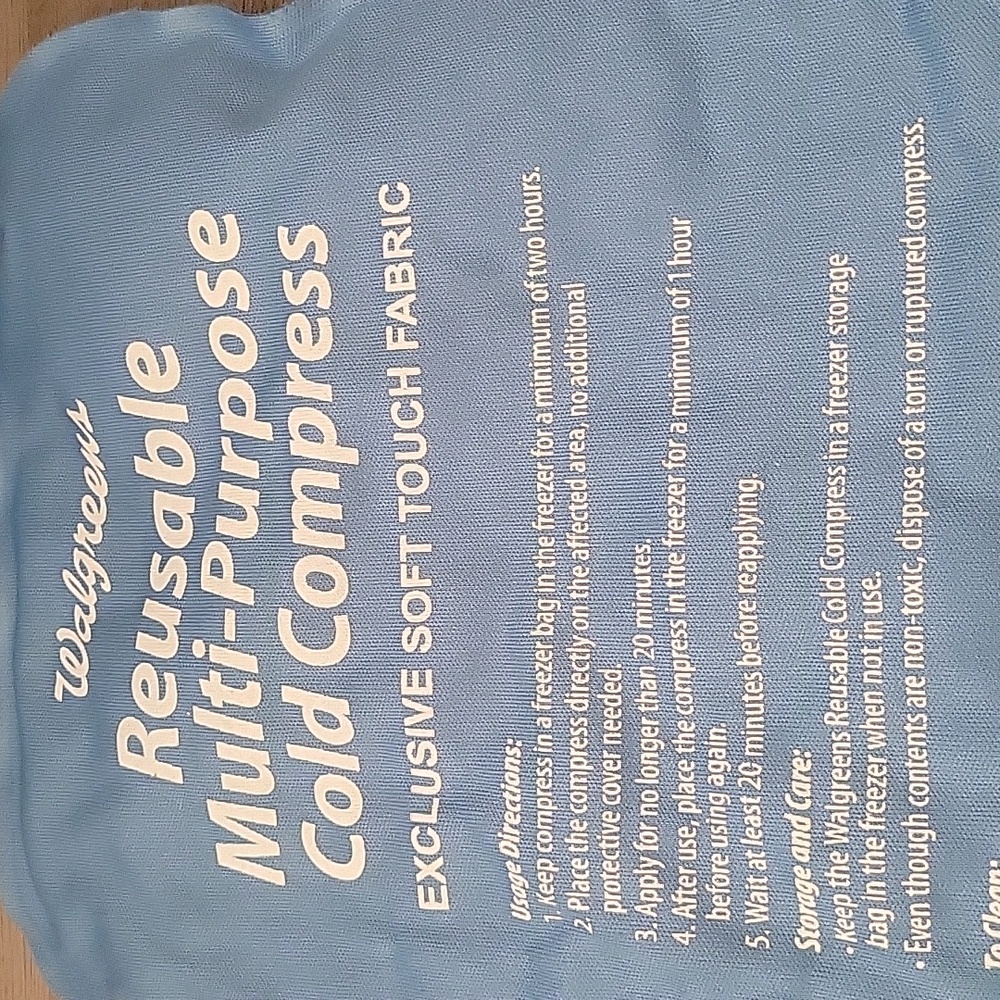 Walgreens
Reusable
Multi-Purpose
Cold Compress
EXCLUSIVE SOFT TOUCH FABRIC
Usage Directions:
1. Keep compress in a freezer bag in the freezer for a minimum of two hours.
2. Place the compress directly on the affected area, no additional
protective cover needed.
3. Apply for no longer than 20 minutes.
4. After use, place the compress in the freezer for a minimum of 1 hour
before using again.
5. Wait at least 20 minutes before reapplying.
Storage and Care:
• Keep the Walgreens Reusable Cold Compress in a freezer storage
bag in the freezer when not in use.
• Even though contents are non-toxic, dispose of a torn or ruptured compress.
To Clean: